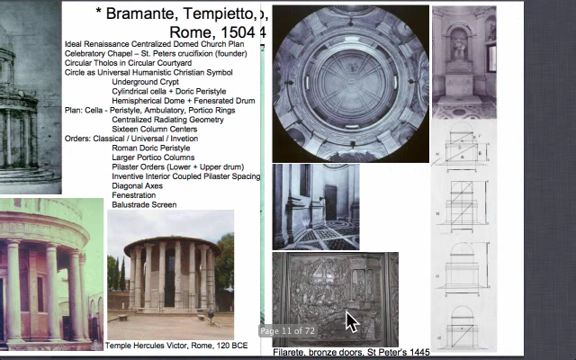 * Bramante, Tempietto,
Rome, 1504
Ideal Renaissance Centralized Domed Church Plan
Celebratory Chapel – St. Peters crucifixion (founder)
Circular Tholos in Circular Courtyard
Circle as Universal Humanistic Christian Symbol
Underground Crypt
Cylindrical cella + Doric Peristyle
Hemispherical Dome + Fenesrated Drum
Plan: Cella - Peristyle, Ambulatory, Portico Rings
Centralized Radiating Geometry
Sixteen Column Centers
Orders: Classical / Universal / Invetion
Roman Doric Peristyle
Larger Portico Columns
Pilaster Orders (Lower + Upper drum)
Inventive Interior Coupled Pilaster Spacing
Diagonal Axes
Fenestration
Balustrade Screen
Temple Hercules Victor, Rome, 120 BCE
Page 11 of 72
Filarete, bronze doors, St Peter's 1445